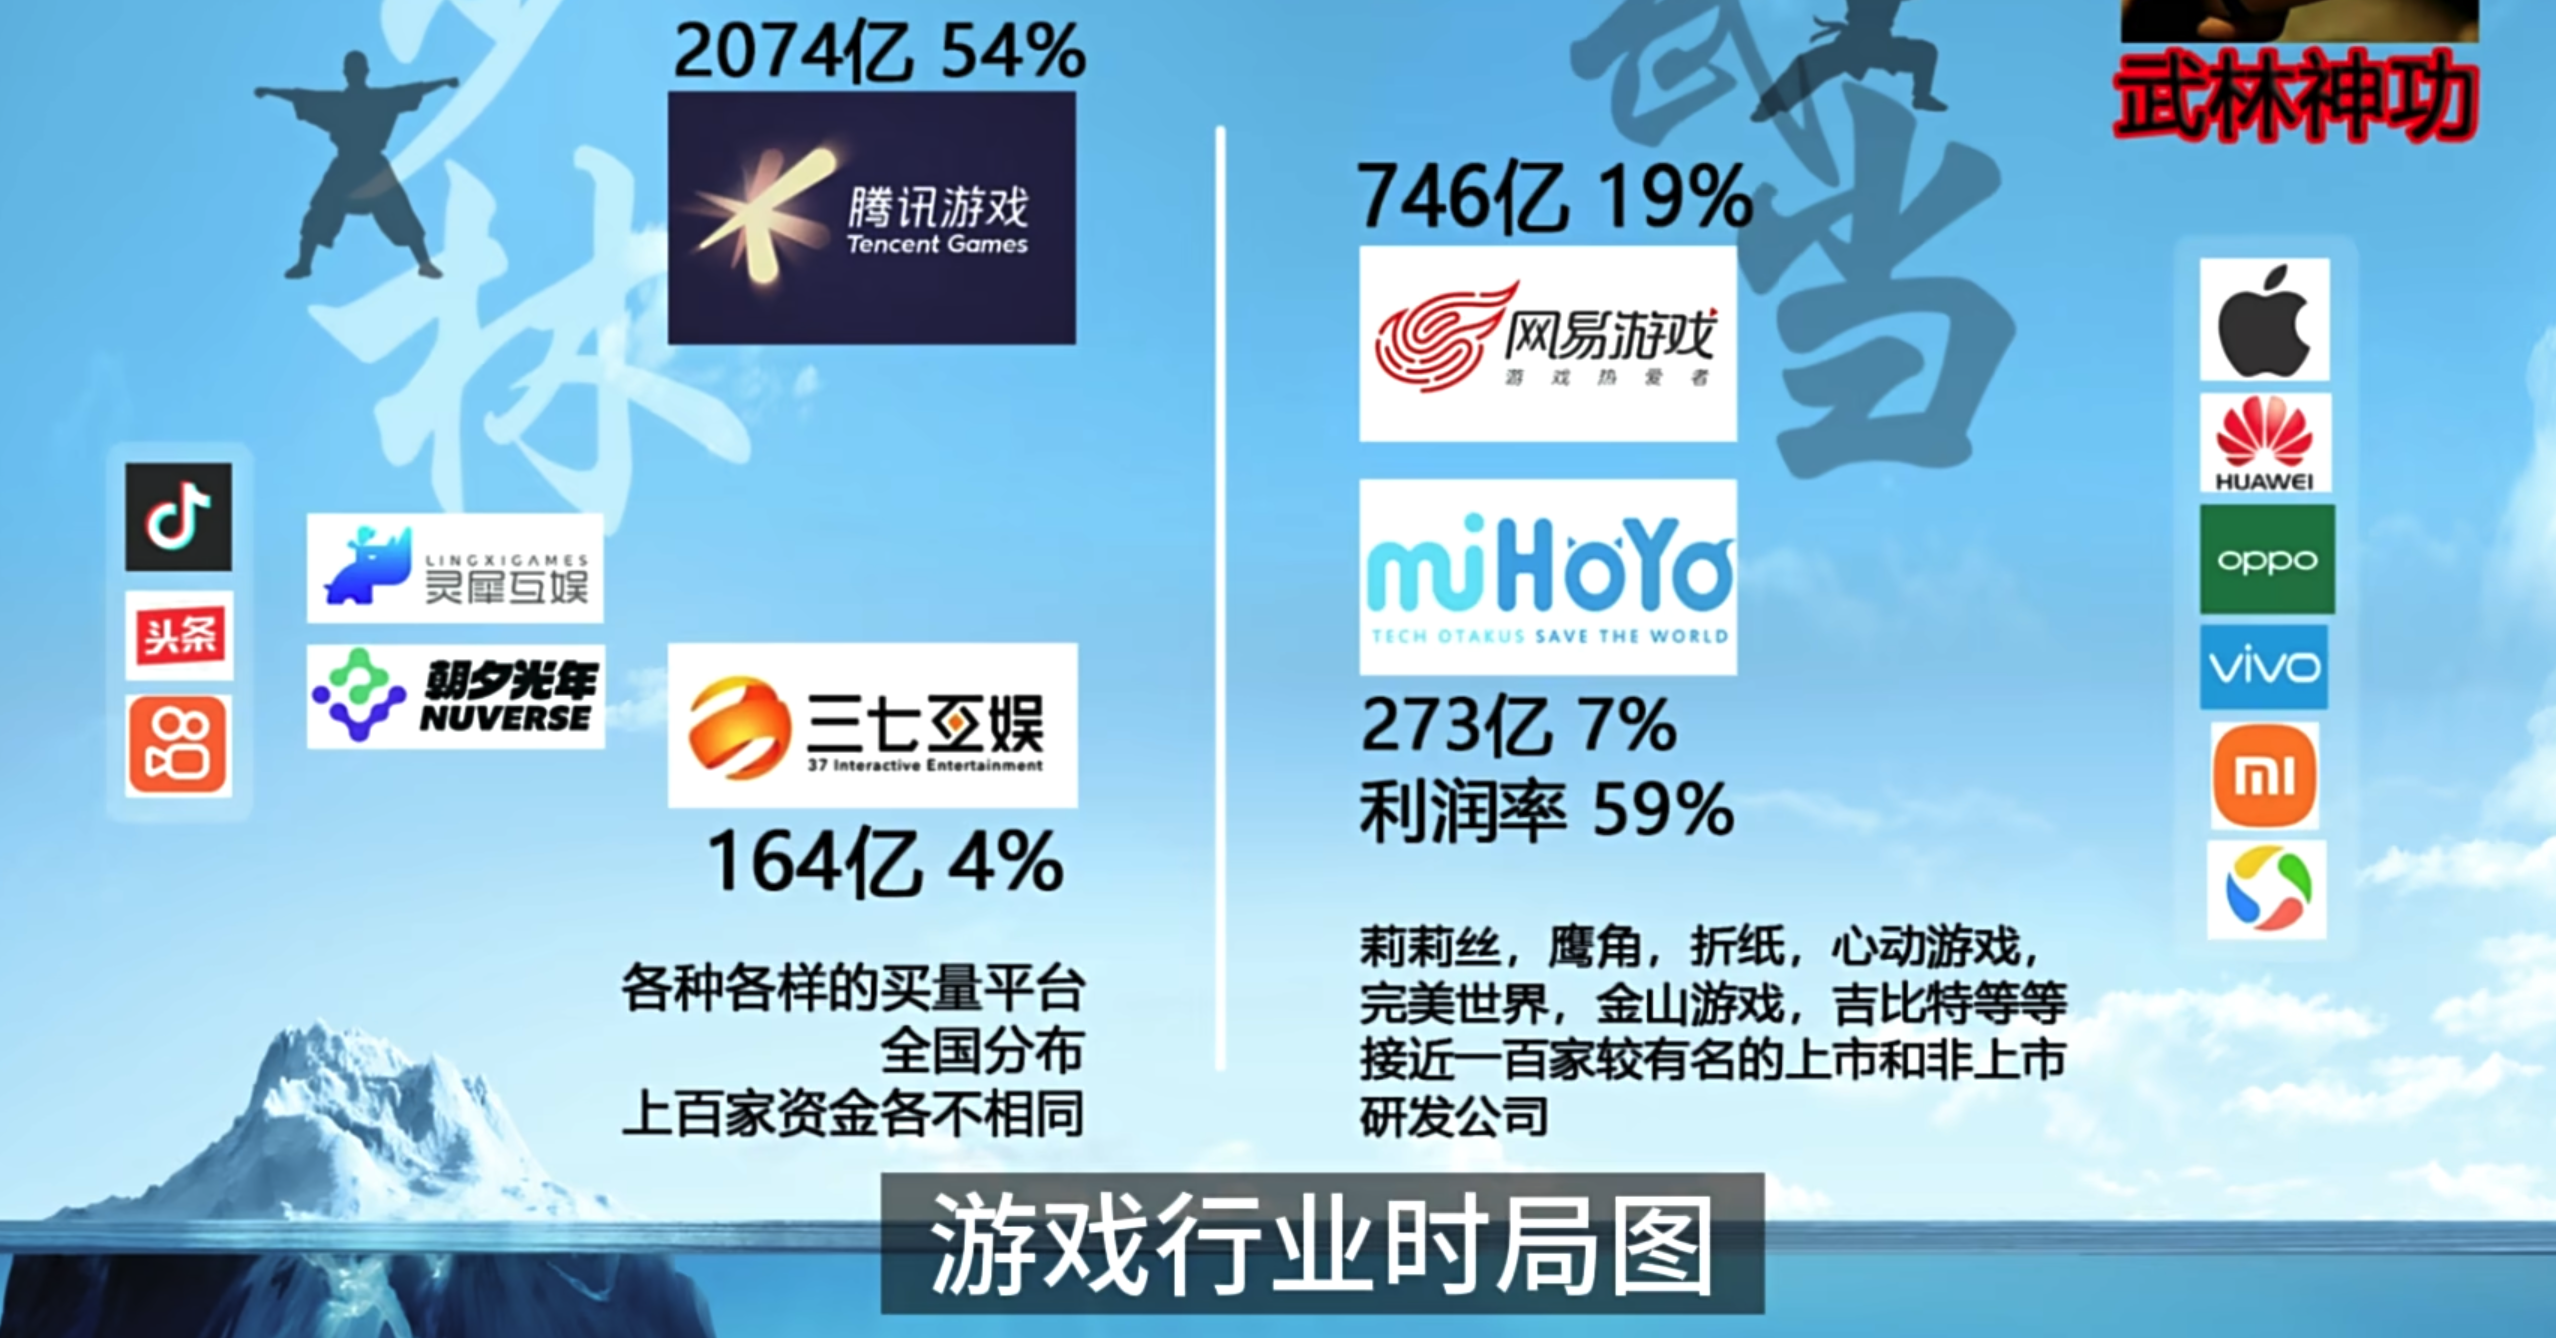 2074亿 54%
腾讯游戏
Tencent Games
少林
武当
武林神功
746亿 19%
网易游戏
游戏热爱者
miHoYo
TECH OTAKUS SAVE THE WORLD
273亿 7%
利润率 59%
头条
LINGXIGAMES
灵犀互娱
朝夕光年
NUVERSE
三七互娱
37 Interactive Entertainment
164亿 4%
HUAWEI
oppo
vivo
mi
各种各样的买量平台
全国分布
上百家资金各不相同
莉莉丝，鹰角，折纸，心动游戏，
完美世界，金山游戏，吉比特等等
接近一百家较有名的上市和非上市
研发公司
游戏行业时局图